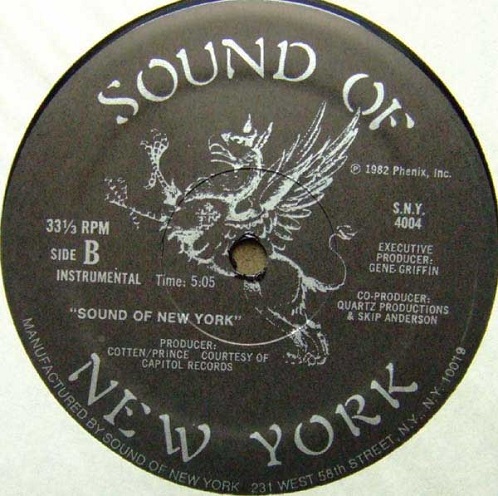 SOUND OF
℗ 1982 Phenix, Inc.
S.N.Y.
4004
33⅓ RPM
SIDE B
INSTRUMENTAL
Time: 5:05
EXECUTIVE
PRODUCER:
GENE GRIFFIN
CO-PRODUCER:
QUARTZ PRODUCTIONS
& SKIP ANDERSON
"SOUND OF NEW YORK"
PRODUCER:
COTTEN/PRINCE COURTESY OF
CAPITOL RECORDS
NEW YORK
MANUFACTURED BY SOUND OF NEW YORK 231 WEST 58th STREET, N.Y., N.Y. 10019